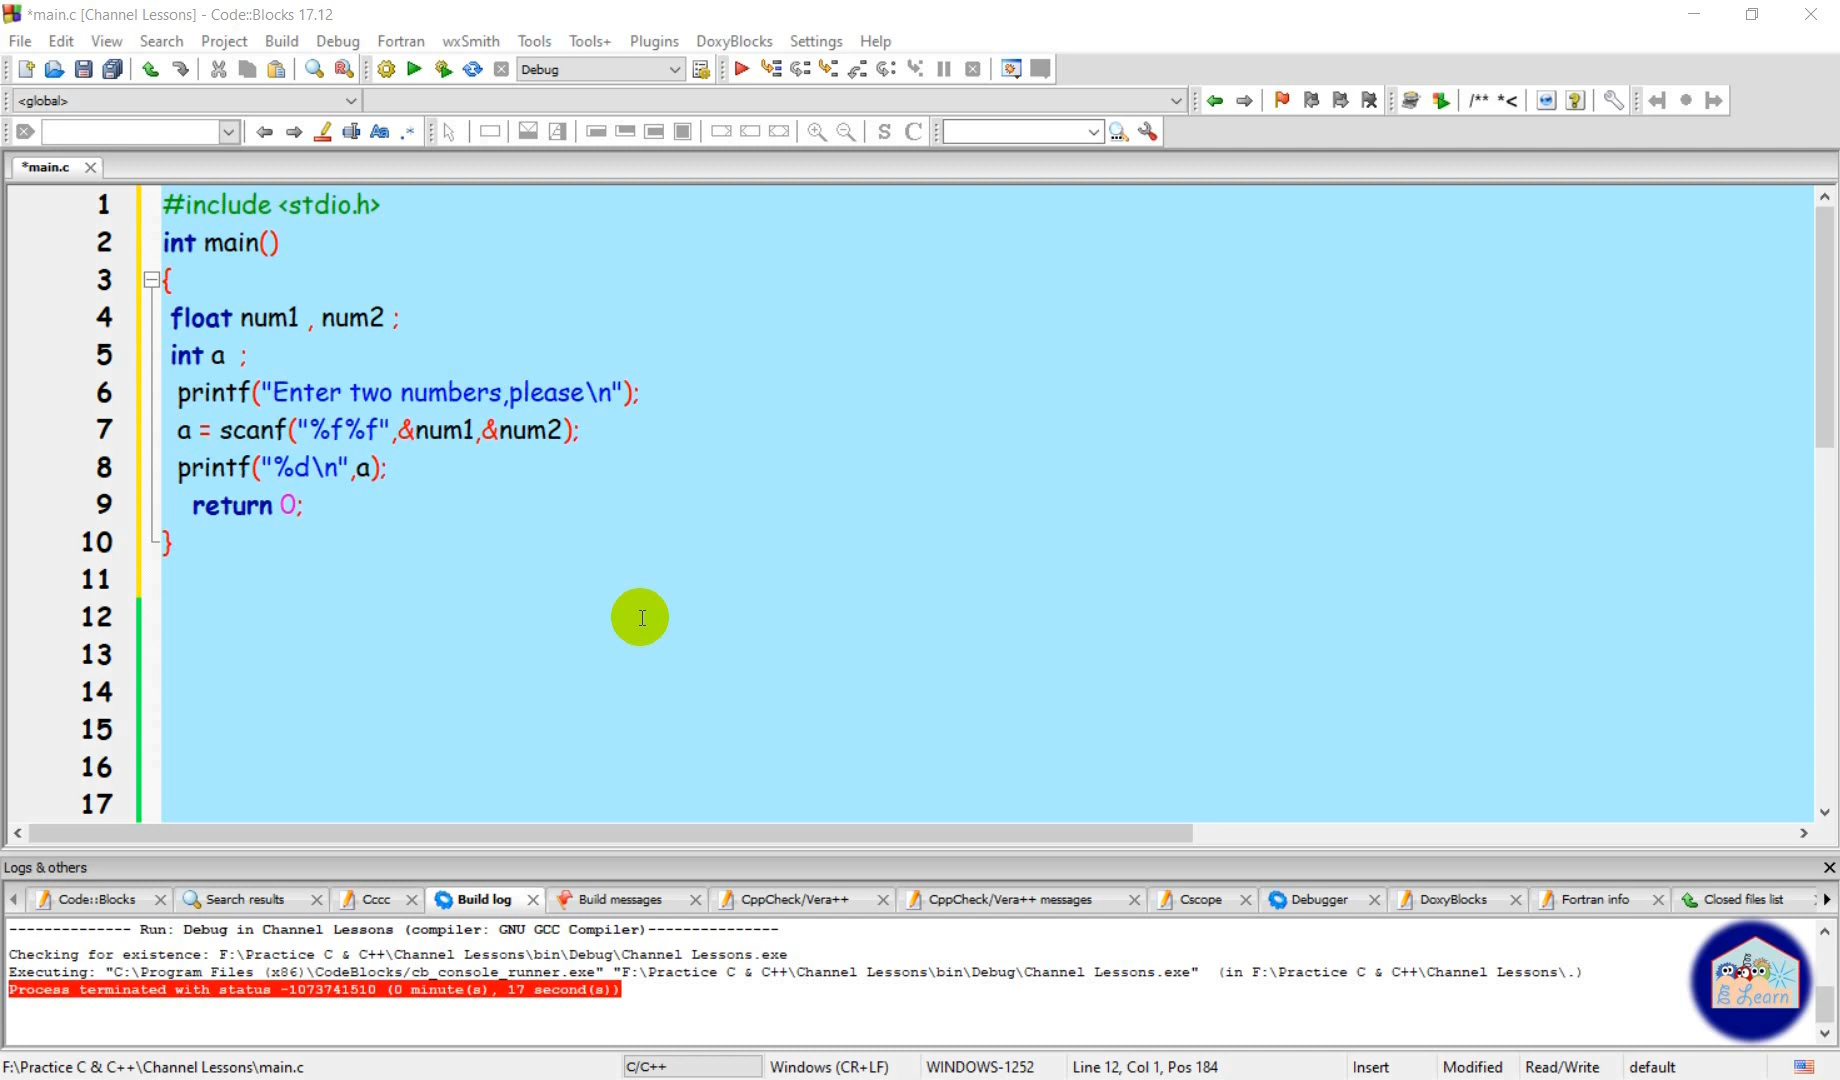 *main.c [Channel Lessons] - Code::Blocks 17.12
File Edit View Search Project Build Debug Fortran wxSmith Tools Tools+ Plugins DoxyBlocks Settings Help
Debug
<global>
/** *<
Aa .* S C
*main.c
1 #include <stdio.h>
2 int main()
3 {
4 float num1 , num2 ;
5 int a ;
6 printf("Enter two numbers,please\n");
7 a = scanf("%f%f",&num1,&num2);
8 printf("%d\n",a);
9 return 0;
10 }
11
12
13
14
15
16
17
Logs & others
Code::Blocks Search results Cccc Build log Build messages CppCheck/Vera++ CppCheck/Vera++ messages Cscope Debugger DoxyBlocks Fortran info Closed files list
-------------- Run: Debug in Channel Lessons (compiler: GNU GCC Compiler)---------------
Checking for existence: F:\Practice C & C++\Channel Lessons\bin\Debug\Channel Lessons.exe
Executing: "C:\Program Files (x86)\CodeBlocks/cb_console_runner.exe" "F:\Practice C & C++\Channel Lessons\bin\Debug\Channel Lessons.exe" (in F:\Practice C & C++\Channel Lessons\.)
Process terminated with status -1073741510 (0 minute(s), 17 second(s))
Learn
F:\Practice C & C++\Channel Lessons\main.c C/C++ Windows (CR+LF) WINDOWS-1252 Line 12, Col 1, Pos 184 Insert Modified Read/Write default